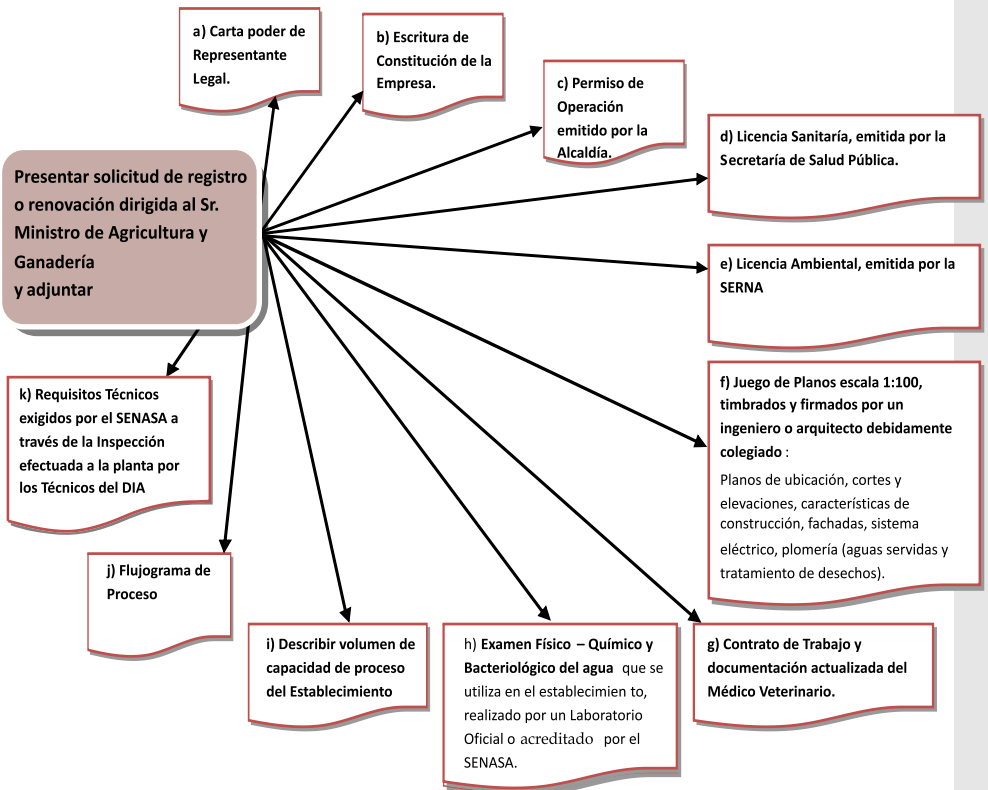 Presentar solicitud de registro
o renovación dirigida al Sr.
Ministro de Agricultura y
Ganadería
y adjuntar
a) Carta poder de
Representante
Legal.
b) Escritura de
Constitución de la
Empresa.
c) Permiso de
Operación
emitido por la
Alcaldía.
d) Licencia Sanitaría, emitida por la
Secretaría de Salud Pública.
e) Licencia Ambiental, emitida por la
SERNA
f) Juego de Planos escala 1:100,
timbrados y firmados por un
ingeniero o arquitecto debidamente
colegiado :
Planos de ubicación, cortes y
elevaciones, características de
construcción, fachadas, sistema
eléctrico, plomería (aguas servidas y
tratamiento de desechos).
g) Contrato de Trabajo y
documentación actualizada del
Médico Veterinario.
h) Examen Físico – Químico y
Bacteriológico del agua que se
utiliza en el establecimien to,
realizado por un Laboratorio
Oficial o acreditado por el
SENASA.
i) Describir volumen de
capacidad de proceso
del Establecimiento
j) Flujograma de
Proceso
k) Requisitos Técnicos
exigidos por el SENASA a
través de la Inspección
efectuada a la planta por
los Técnicos del DIA